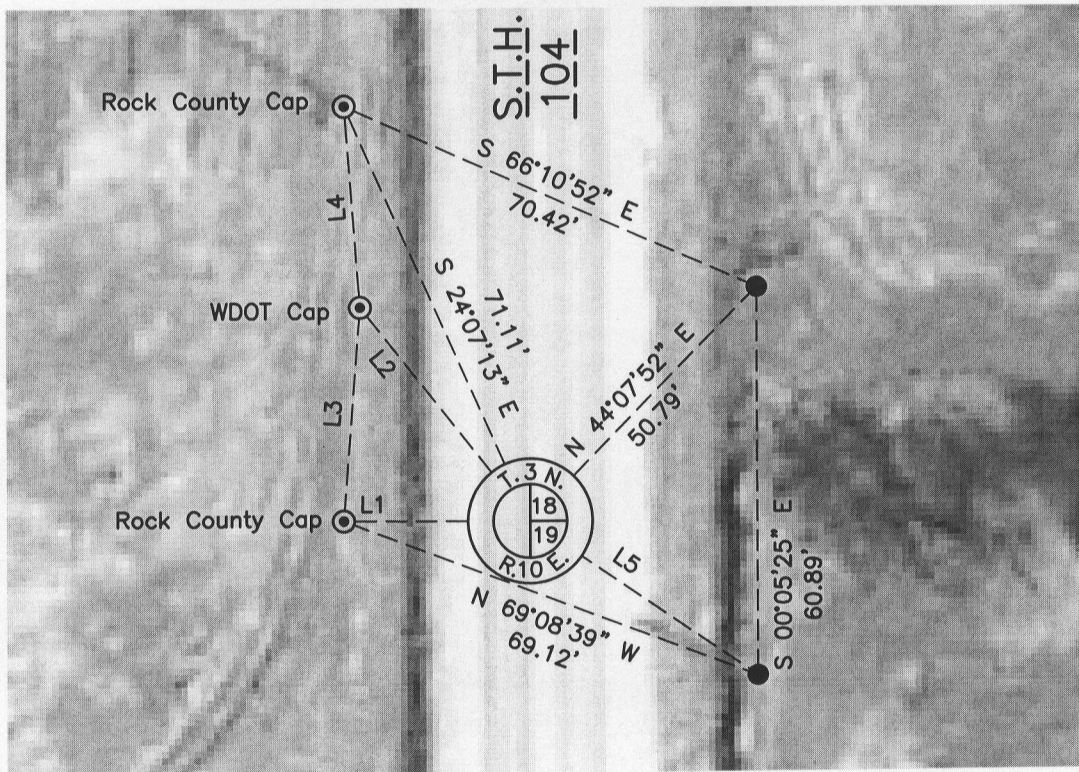 S.T.H.
104
Rock County Cap
S 66°10'52" E
70.42'
L4
WDOT Cap
L2
71.11'
S 24°07'13" E
N 44°07'52" E
50.79'
L3
Rock County Cap
L1
T. 3 N.
18
19
R.10 E.
L5
N 69°08'39" W
69.12'
S 00°05'25" E
60.89'